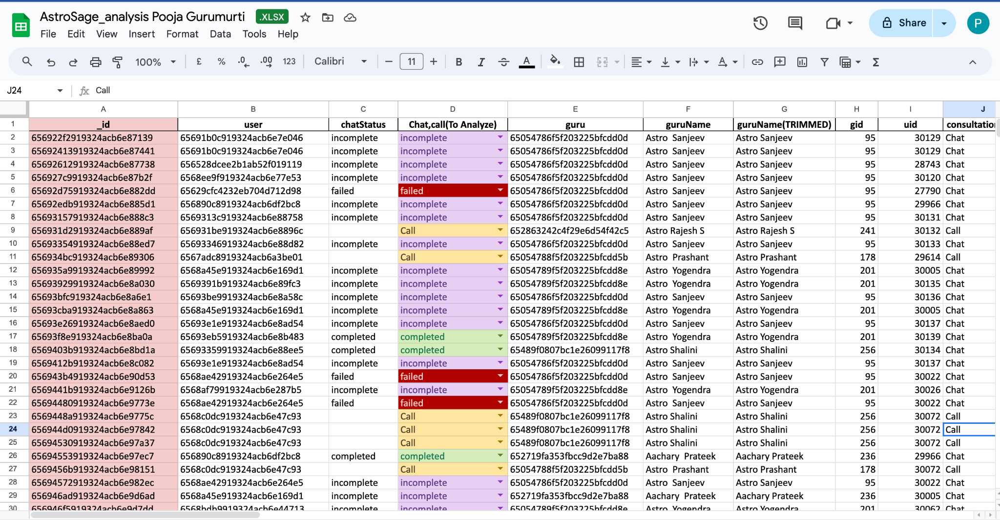 AstroSage_analysis Pooja Gurumurti .XLSX
File Edit View Insert Format Data Tools Help
Share
P
100% £ % .0 .00 123 Calibri 11 B I A
J24 fx Call
A B C D E F G H I J
1 _id user chatStatus Chat,call(To Analyze) guru guruName guruName(TRIMMED) gid uid consultation
2 656922f2919324acb6e87139 65691b0c919324acb6e7e046 incomplete incomplete 65054786f5f203225bfcdd0d Astro  Sanjeev Astro Sanjeev 95 30129 Chat
3 65692413919324acb6e87441 65691b0c919324acb6e7e046 incomplete incomplete 65054786f5f203225bfcdd0d Astro  Sanjeev Astro Sanjeev 95 30129 Chat
4 65692612919324acb6e87738 656528dcee2b1ab52f019119 incomplete incomplete 65054786f5f203225bfcdd0d Astro  Sanjeev Astro Sanjeev 95 28743 Chat
5 656927c9919324acb6e87b2f 6568ee9f919324acb6e77e53 incomplete incomplete 65054786f5f203225bfcdd0d Astro  Sanjeev Astro Sanjeev 95 30120 Chat
6 65692d75919324acb6e882dd 65629cfc4232eb704d712d98 failed failed 65054786f5f203225bfcdd0d Astro  Sanjeev Astro Sanjeev 95 27790 Chat
7 65692edb919324acb6e885d1 656890c8919324acb6df2bc8 incomplete incomplete 65054786f5f203225bfcdd0d Astro  Sanjeev Astro Sanjeev 95 29966 Chat
8 65693157919324acb6e888c3 6569313c919324acb6e88758 incomplete incomplete 65054786f5f203225bfcdd0d Astro  Sanjeev Astro Sanjeev 95 30131 Chat
9 656931d2919324acb6e889af 656931be919324acb6e8896c Call 652863242c4f29e6d54f42c5 Astro Rajesh S Astro Rajesh S 241 30132 Call
10 65693354919324acb6e88ed7 65693346919324acb6e88d82 incomplete incomplete 65054786f5f203225bfcdd0d Astro  Sanjeev Astro Sanjeev 95 30133 Chat
11 656934bc919324acb6e89306 6567adc8919324acb6a3be01 Call 65054788f5f203225bfcdd5b Astro  Prashant Astro Prashant 178 29614 Call
12 656935a9919324acb6e89992 6568a45e919324acb6e169d1 incomplete incomplete 65054789f5f203225bfcdd8e Astro  Yogendra Astro Yogendra 201 30005 Chat
13 65693929919324acb6e8a030 6569391b919324acb6e89fc3 incomplete incomplete 65054789f5f203225bfcdd8e Astro  Yogendra Astro Yogendra 201 30135 Chat
14 65693bfc919324acb6e8a6e1 65693be9919324acb6e8a58c incomplete incomplete 65054786f5f203225bfcdd0d Astro  Sanjeev Astro Sanjeev 95 30136 Chat
15 65693cba919324acb6e8a863 6568a45e919324acb6e169d1 incomplete incomplete 65054789f5f203225bfcdd8e Astro  Yogendra Astro Yogendra 201 30005 Chat
16 65693e26919324acb6e8aed0 65693e1e919324acb6e8ad54 incomplete incomplete 65054786f5f203225bfcdd0d Astro  Sanjeev Astro Sanjeev 95 30137 Chat
17 65693f8e919324acb6e8ba0a 65693eb5919324acb6e8b483 completed completed 65054789f5f203225bfcdd8e Astro  Yogendra Astro Yogendra 201 30139 Chat
18 6569403b919324acb6e8bd1a 65693359919324acb6e88ee5 completed completed 65489f0807bc1e26099117f8 Astro Shalini Astro Shalini 256 30134 Chat
19 6569412b919324acb6e8c082 65693e1e919324acb6e8ad54 incomplete incomplete 65054786f5f203225bfcdd0d Astro  Sanjeev Astro Sanjeev 95 30137 Chat
20 656943b4919324acb6e90d53 6568ae42919324acb6e264e5 failed failed 65054786f5f203225bfcdd0d Astro  Sanjeev Astro Sanjeev 95 30022 Chat
21 6569441b919324acb6e9126b 6568af79919324acb6e287b5 incomplete incomplete 65054789f5f203225bfcdd8e Astro  Yogendra Astro Yogendra 201 30026 Chat
22 65694480919324acb6e9773e 6568ae42919324acb6e264e5 failed failed 65054786f5f203225bfcdd0d Astro  Sanjeev Astro Sanjeev 95 30022 Chat
23 6569448a919324acb6e9775c 6568c0dc919324acb6e47c93 Call 65489f0807bc1e26099117f8 Astro Shalini Astro Shalini 256 30072 Call
24 656944d0919324acb6e97842 6568c0dc919324acb6e47c93 Call 65489f0807bc1e26099117f8 Astro Shalini Astro Shalini 256 30072 Call
25 65694530919324acb6e97a37 6568c0dc919324acb6e47c93 Call 65489f0807bc1e26099117f8 Astro Shalini Astro Shalini 256 30072 Call
26 65694553919324acb6e97ec7 656890c8919324acb6df2bc8 completed completed 652719fa353fbcc9d2e7ba88 Aachary  Prateek Aachary Prateek 236 29966 Chat
27 6569456b919324acb6e98151 6568c0dc919324acb6e47c93 Call 65054788f5f203225bfcdd5b Astro  Prashant Astro Prashant 178 30072 Call
28 65694572919324acb6e982ec 6568ae42919324acb6e264e5 incomplete incomplete 65054786f5f203225bfcdd0d Astro  Sanjeev Astro Sanjeev 95 30022 Chat
29 656946ad919324acb6e9d6ad 6568a45e919324acb6e169d1 incomplete incomplete 652719fa353fbcc9d2e7ba88 Aachary  Prateek Aachary Prateek 236 30005 Chat
30 656946f5919324acb6e9d7dd 6568bdb9919324acb6e44713 incomplete incomplete 65054789f5f203225bfcdd8e Astro  Yogendra Astro Yogendra 201 30062 Chat